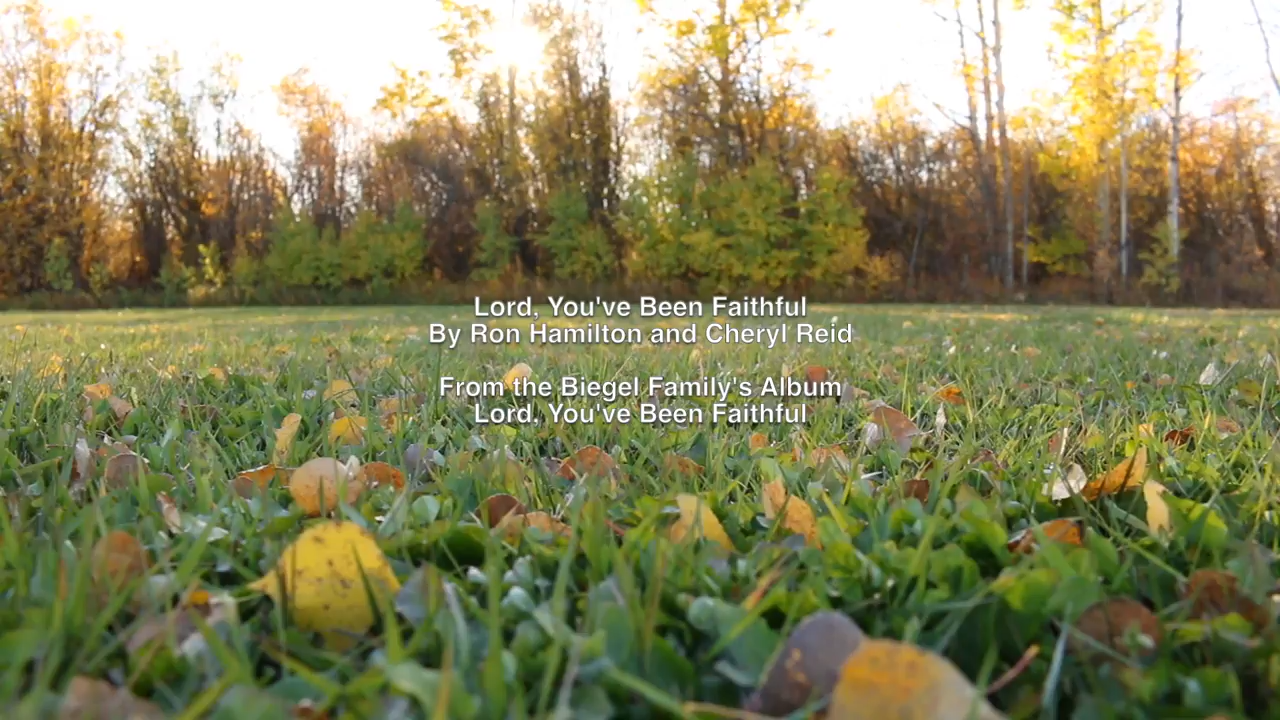 Lord, You've Been Faithful
By Ron Hamilton and Cheryl Reid
From the Biegel Family's Album
Lord, You've Been Faithful